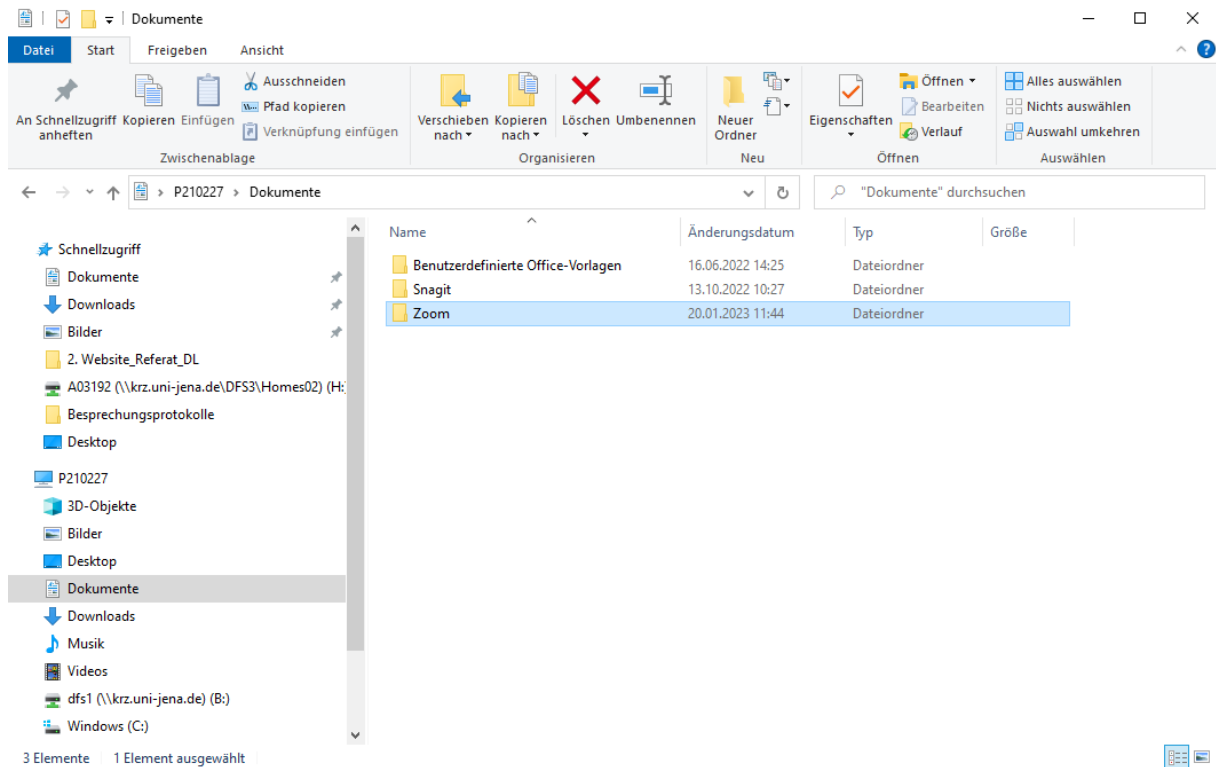 Dokumente
Datei Start Freigeben Ansicht
An Schnellzugriff anheften
Kopieren
Einfügen
Ausschneiden
Pfad kopieren
Verknüpfung einfügen
Zwischenablage
Verschieben nach
Kopieren nach
Löschen
Umbenennen
Organisieren
Neuer Ordner
Neu
Eigenschaften
Öffnen
Bearbeiten
Verlauf
Öffnen
Alles auswählen
Nichts auswählen
Auswahl umkehren
Auswählen
P210227 > Dokumente
"Dokumente" durchsuchen
Schnellzugriff
Dokumente
Downloads
Bilder
2. Website_Referat_DL
A03192 (\\krz.uni-jena.de\DFS3\Homes02) (H:
Besprechungsprotokolle
Desktop
P210227
3D-Objekte
Bilder
Desktop
Dokumente
Downloads
Musik
Videos
dfs1 (\\krz.uni-jena.de) (B:)
Windows (C:)
Name Änderungsdatum Typ Größe
Benutzerdefinierte Office-Vorlagen 16.06.2022 14:25 Dateiordner
Snagit 13.10.2022 10:27 Dateiordner
Zoom 20.01.2023 11:44 Dateiordner
3 Elemente 1 Element ausgewählt